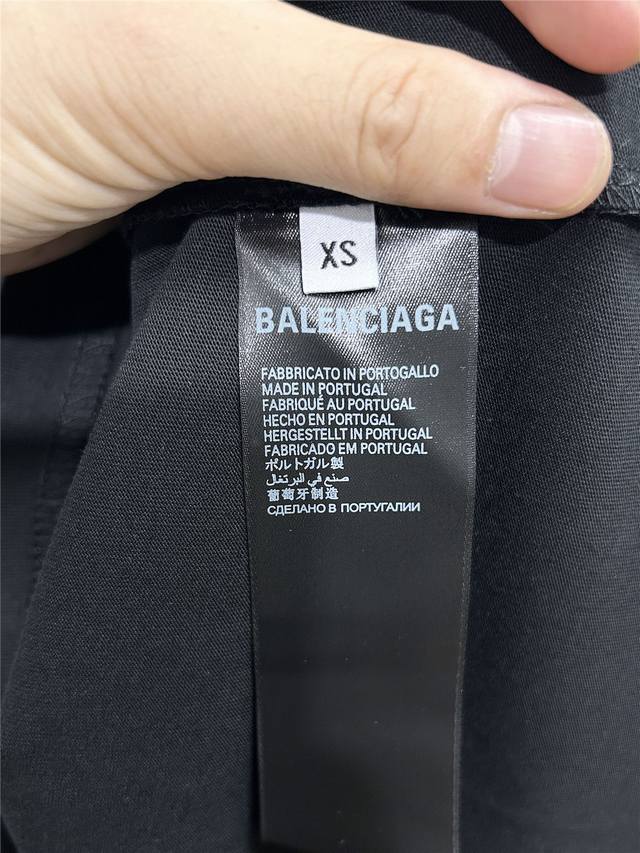 XS
BALENCIAGA
FABBRICATO IN PORTOGALLO
MADE IN PORTUGAL
FABRIQUÉ AU PORTUGAL
HECHO EN PORTUGAL
HERGESTELLT IN PORTUGAL
FABRICADO EM PORTUGAL
ポルトガル製
صنع في البرتغال
葡萄牙制造
СДЕЛАНО В ПОРТУГАЛИИ